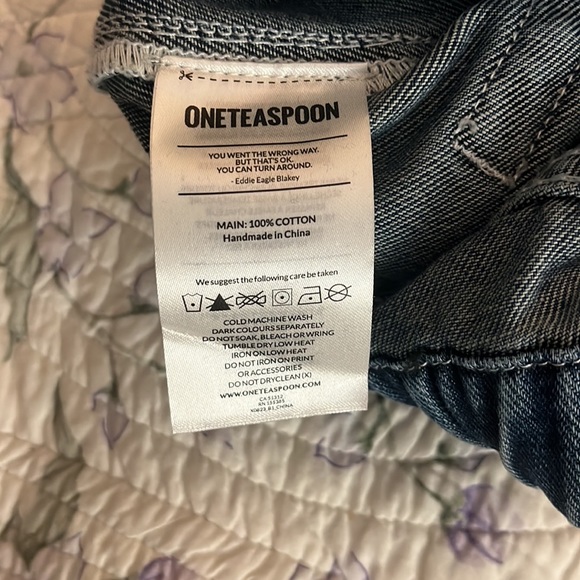 ONETEASPOON
YOU WENT THE WRONG WAY.
BUT THAT'S OK.
YOU CAN TURN AROUND.
- Eddie Eagle Blakey
MAIN: 100% COTTON
Handmade in China
We suggest the following care be taken
COLD MACHINE WASH
DARK COLOURS SEPARATELY
DO NOT SOAK, BLEACH OR WRING
TUMBLE DRY LOW HEAT
IRON ON LOW HEAT
DO NOT IRON ON PRINT
OR ACCESSORIES
DO NOT DRYCLEAN (X)
WWW.ONETEASPOON.COM